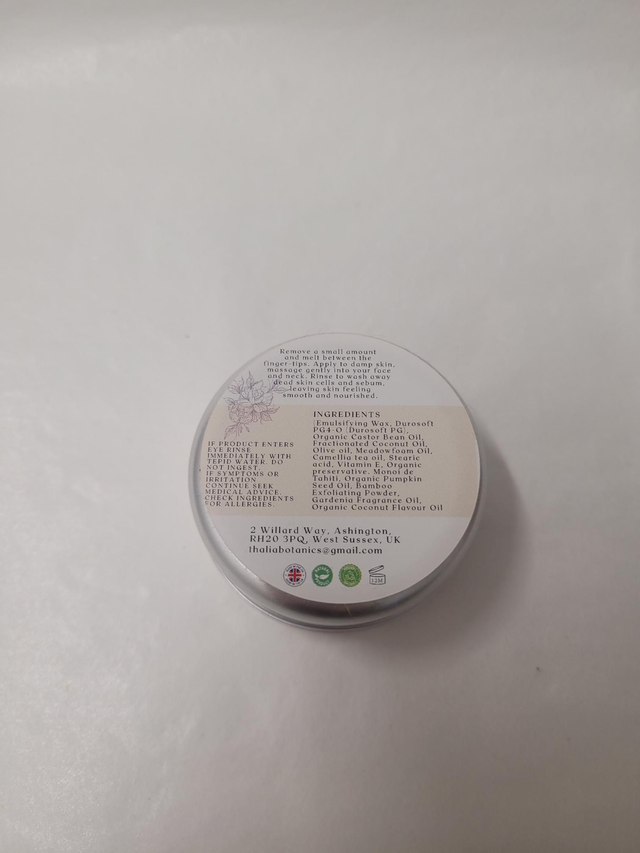 Remove a small amount
and melt between the
finger-tips. Apply to damp skin,
massage gently into your face
and neck. Rinse to wash away
dead skin cells and sebum,
leaving skin feeling
smooth and nourished.
IF PRODUCT ENTERS
EYE RINSE
IMMEDIATELY WITH
TEPID WATER. DO
NOT INGEST.
IF SYMPTOMS OR
IRRITATION
CONTINUE SEEK
MEDICAL ADVICE.
CHECK INGREDIENTS
FOR ALLERGIES.
INGREDIENTS
(Emulsifying Wax, Durosoft
PG4-O (Durosoft PG),
Organic Castor Bean Oil,
Fractionated Coconut Oil,
Olive oil, Meadowfoam Oil,
Camellia tea oil, Stearic
acid, Vitamin E, Organic
preservative. Monoi de
Tahiti, Organic Pumpkin
Seed Oil, Bamboo
Exfoliating Powder,
Gardenia Fragrance Oil,
Organic Coconut Flavour Oil
2 Willard Way, Ashington,
RH20 3PQ, West Sussex, UK
thaliabotanics@gmail.com
12M